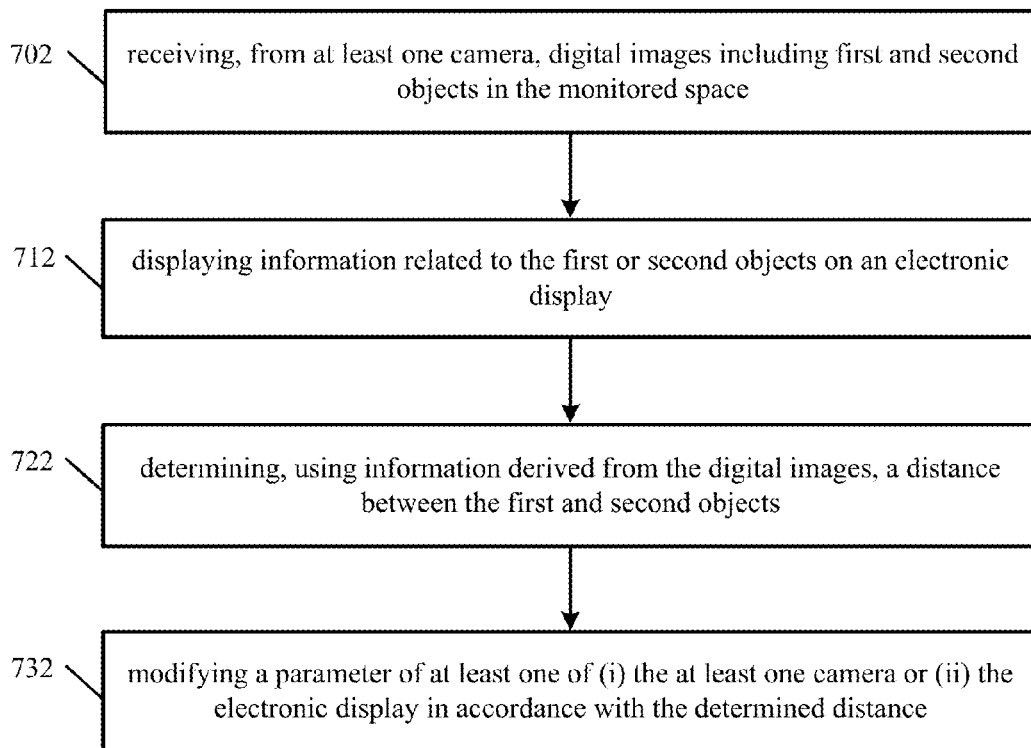 702
receiving, from at least one camera, digital images including first and second
objects in the monitored space
712
displaying information related to the first or second objects on an electronic
display
722
determining, using information derived from the digital images, a distance
between the first and second objects
732
modifying a parameter of at least one of (i) the at least one camera or (ii) the
electronic display in accordance with the determined distance